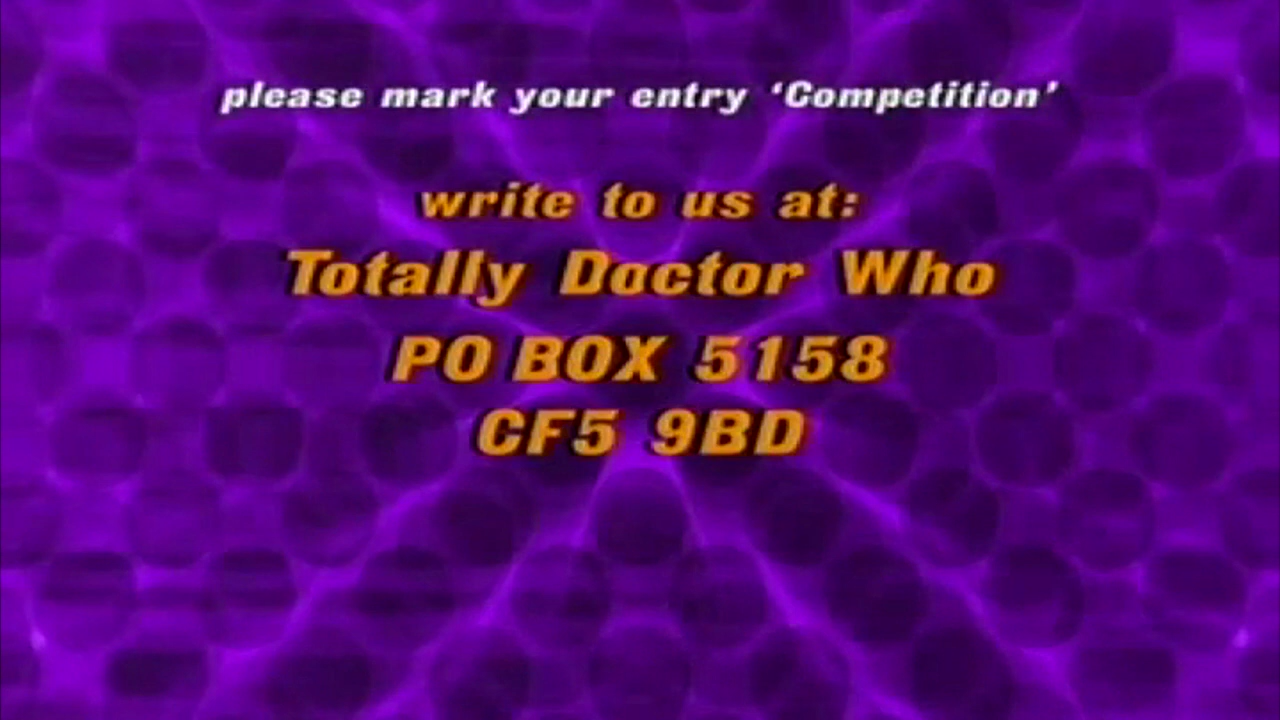 please mark your entry ‘Competition’
write to us at:
Totally Doctor Who
PO BOX 5158
CF5 9BD